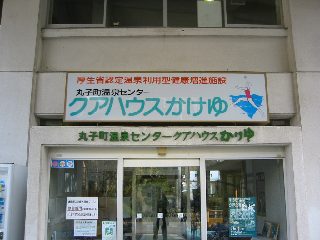 厚生省認定温泉利用型健康増進施設
丸子町温泉センター
クアハウスかけゆ
丸子町温泉センタークアハウスかけゆ